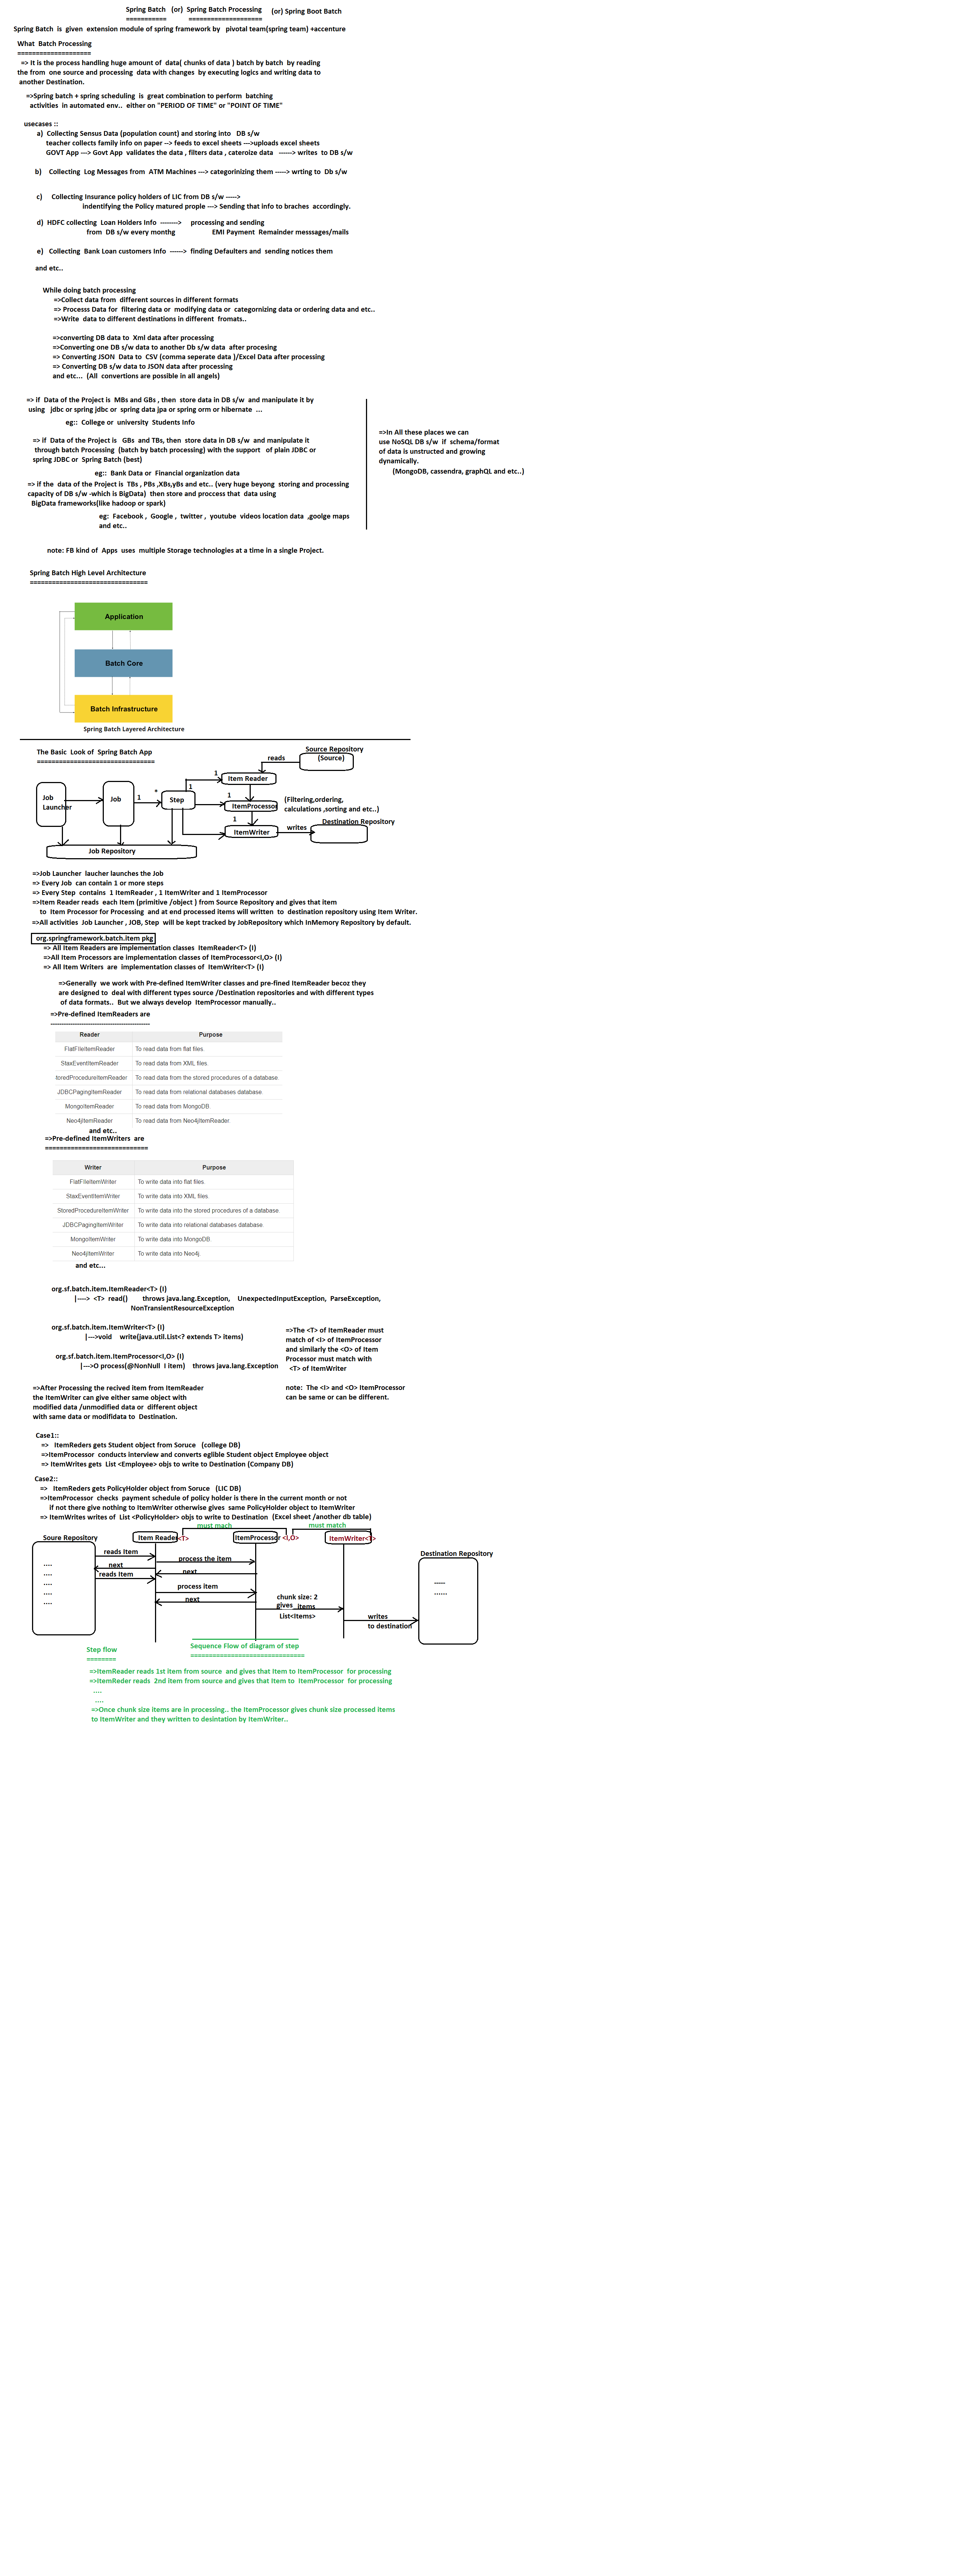 Spring Batch (or) Spring Batch Processing (or) Spring Boot Batch
=========== ====================
Spring Batch is given extension module of spring framework by pivotal team(spring team) +accenture
What Batch Processing
====================
=> It is the process handling huge amount of data( chunks of data ) batch by batch by reading
the from one source and processing data with changes by executing logics and writing data to
another Destination.
=>Spring batch + spring scheduling is great combination to perform batching
activities in automated env.. either on "PERIOD OF TIME" or "POINT OF TIME"
usecases ::
a) Collecting Sensus Data (population count) and storing into DB s/w
teacher collects family info on paper --> feeds to excel sheets --->uploads excel sheets
GOVT App ---> Govt App validates the data , filters data , cateroize data ------> writes to DB s/w
b) Collecting Log Messages from ATM Machines ---> categorinizing them -----> wrting to Db s/w
c) Collecting Insurance policy holders of LIC from DB s/w ----->
indentifying the Policy matured prople ---> Sending that info to braches accordingly.
d) HDFC collecting Loan Holders Info --------> processing and sending
from DB s/w every monthg EMI Payment Remainder messsages/mails
e) Collecting Bank Loan customers Info ------> finding Defaulters and sending notices them
and etc..
While doing batch processing
=>Collect data from different sources in different formats
=> Processs Data for filtering data or modifying data or categornizing data or ordering data and etc..
=>Write data to different destinations in different fromats..
=>converting DB data to Xml data after processing
=>Converting one DB s/w data to another Db s/w data after procesing
=> Converting JSON Data to CSV (comma seperate data )/Excel Data after processing
=> Converting DB s/w data to JSON data after processing
and etc... (All convertions are possible in all angels)
=> if Data of the Project is MBs and GBs , then store data in DB s/w and manipulate it by
using jdbc or spring jdbc or spring data jpa or spring orm or hibernate ...
eg:: College or university Students Info
=> if Data of the Project is GBs and TBs, then store data in DB s/w and manipulate it
through batch Processing (batch by batch processing) with the support of plain JDBC or
spring JDBC or Spring Batch (best)
eg:: Bank Data or Financial organization data
=> if the data of the Peoject is TBs , PBs ,XBs,yBs and etc.. (very huge beyong storing and processing
capacity of DB s/w -which is BigData) then store and proccess that data using
BigData frameworks(like hadoop or spark)
eg: Facebook , Google , twitter , youtube videos location data ,goolge maps
and etc..
=>In All these places we can
use NoSQL DB s/w if schema/format
of data is unstructed and growing
dynamically.
(MongoDB, cassendra, graphQL and etc..)
note: FB kind of Apps uses multiple Storage technologies at a time in a single Project.
Spring Batch High Level Architecture
================================
Application
Batch Core
Batch Infrastructure
Spring Batch Layered Architecture
The Basic Look of Spring Batch App
================================
Source Repository
(Source)
reads
Job
Launcher
Job
1
*
Step
1
1
Item Reader
1
ItemProcessor
(Filtering,ordering,
calculations ,sorting and etc..)
1
ItemWriter
writes
Destination Repository
Job Repository
=>Job Launcher laucher launches the Job
=> Every Job can contain 1 or more steps
=> Every Step contains 1 ItemReader , 1 ItemWriter and 1 ItemProcessor
=>Item Reader reads each Item (primitive /object ) from Source Repository and gives that item
to Item Processor for Processing and at end processed items will written to destination repository using Item Writer.
=>All activities Job Launcher , JOB, Step will be kept tracked by JobRepository which InMemory Repository by default.
org.springframework.batch.item pkg
=> All Item Readers are implementation classes ItemReader<T> (I)
=>All Item Processors are implementation classes of ItemProcessor<I,O> (I)
=> All Item Writers are implementation classes of ItemWriter<T> (I)
=>Generally we work with Pre-defined ItemWriter classes and pre-fined ItemReader becoz they
are designed to deal with different types source /Destination repositories and with different types
of data formats.. But we always develop ItemProcessor manually..
=>Pre-defined ItemReaders are
---------------------------------------------
Reader Purpose
FlatFIleItemReader To read data from flat files.
StaxEventItemReader To read data from XML files.
toredProcedureItemReader To read data from the stored procedures of a database.
JDBCPagingItemReader To read data from relational databases database.
MongoItemReader To read data from MongoDB.
Neo4jItemReader To read data from Neo4jItemReader.
and etc..
=>Pre-defined ItemWriters are
============================
Writer Purpose
FlatFIleItemWriter To write data into flat files.
StaxEventItemWriter To write data into XML files.
StoredProcedureItemWriter To write data into the stored procedures of a database.
JDBCPagingItemWriter To write data into relational databases database.
MongoItemWriter To write data into MongoDB.
Neo4jItemWriter To write data into Neo4j.
and etc...
org.sf.batch.item.ItemReader<T> (I)
|----> <T> read() throws java.lang.Exception, UnexpectedInputException, ParseException,
NonTransientResourceException
org.sf.batch.item.ItemWriter<T> (I)
|--->void write(java.util.List<? extends T> items)
org.sf.batch.item.ItemProcessor<I,O> (I)
|--->O process(@NonNull I item) throws java.lang.Exception
=>The <T> of ItemReader must
match of <I> of ItemProcessor
and similarly the <O> of Item
Processor must match with
<T> of ItemWriter
note: The <I> and <O> ItemProcessor
can be same or can be different.
=>After Processing the recived item from ItemReader
the ItemWriter can give either same object with
modified data /unmodified data or different object
with same data or modifidata to Destination.
Case1::
=> ItemReders gets Student object from Soruce (college DB)
=>ItemProcessor conducts interview and converts eglible Student object Employee object
=> ItemWrites gets List <Employee> objs to write to Destination (Company DB)
Case2::
=> ItemReders gets PolicyHolder object from Soruce (LIC DB)
=>ItemProcessor checks payment schedule of policy holder is there in the current month or not
if not there give nothing to ItemWriter otherwise gives same PolicyHolder object to ItemWriter
=> ItemWrites writes of List <PolicyHolder> objs to write to Destination (Excel sheet /another db table)
must mach must match
Soure Repository
Item Reader<T>
ItemProcessor <I,O>
ItemWriter<T>
Destination Repository
reads Item
next
reads Item
process the item
next
process item
next
chunk size: 2
gives items
List<Items>
writes
to destination
....
....
....
....
....
-----
......
Step flow
========
Sequence Flow of diagram of step
===============================
=>ItemReader reads 1st item from source and gives that Item to ItemProcessor for processing
=>ItemReder reads 2nd item from source and gives that Item to ItemProcessor for processing
....
....
=>Once chunk size items are in processing.. the ItemProcessor gives chunk size processed items
to ItemWriter and they written to desintation by ItemWriter..